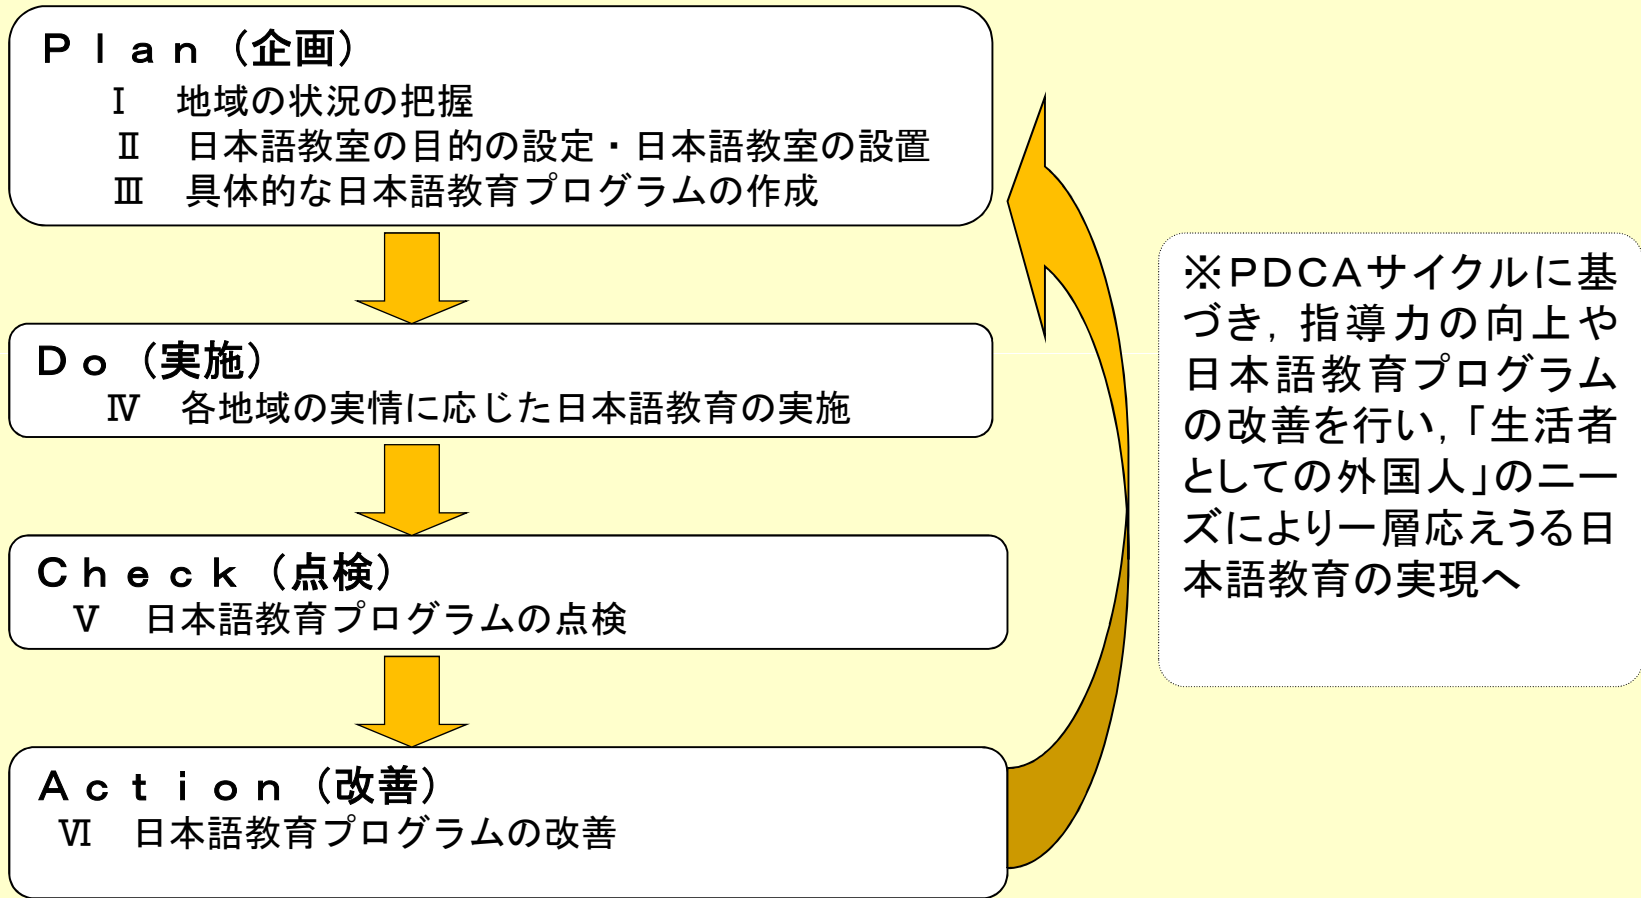 Ｐｌａｎ（企画）
Ⅰ　地域の状況の把握
Ⅱ　日本語教室の目的の設定・日本語教室の設置
Ⅲ　具体的な日本語教育プログラムの作成
Ｄｏ（実施）
Ⅳ　各地域の実情に応じた日本語教育の実施
Ｃｈｅｃｋ（点検）
Ⅴ　日本語教育プログラムの点検
Ａｃｔｉｏｎ（改善）
Ⅵ　日本語教育プログラムの改善
※ＰＤＣＡサイクルに基
づき，指導力の向上や
日本語教育プログラム
の改善を行い，「生活者
としての外国人」のニー
ズにより一層応えうる日
本語教育の実現へ